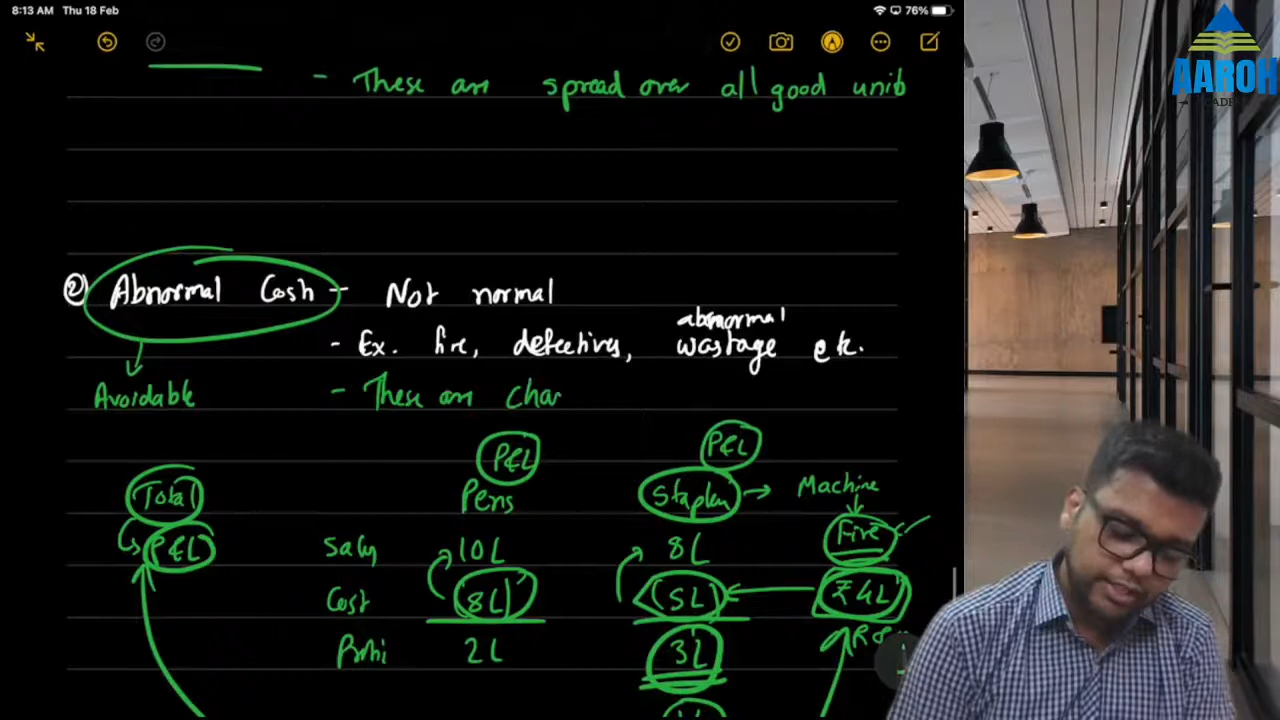 8:13 AM Thu 18 Feb
76%
AAROH
- These are spread over all good units
② Abnormal Cost - Not normal
abnormal
- Ex. fire, defectives, wastage etc.
Avoidable
- These are char
P&L
P&L
Total
Pens
Stapler → Machine
P&L
Sales 10L 8L
Fire
Cost (8L) (5L) ₹4L
Profit 2L 3L